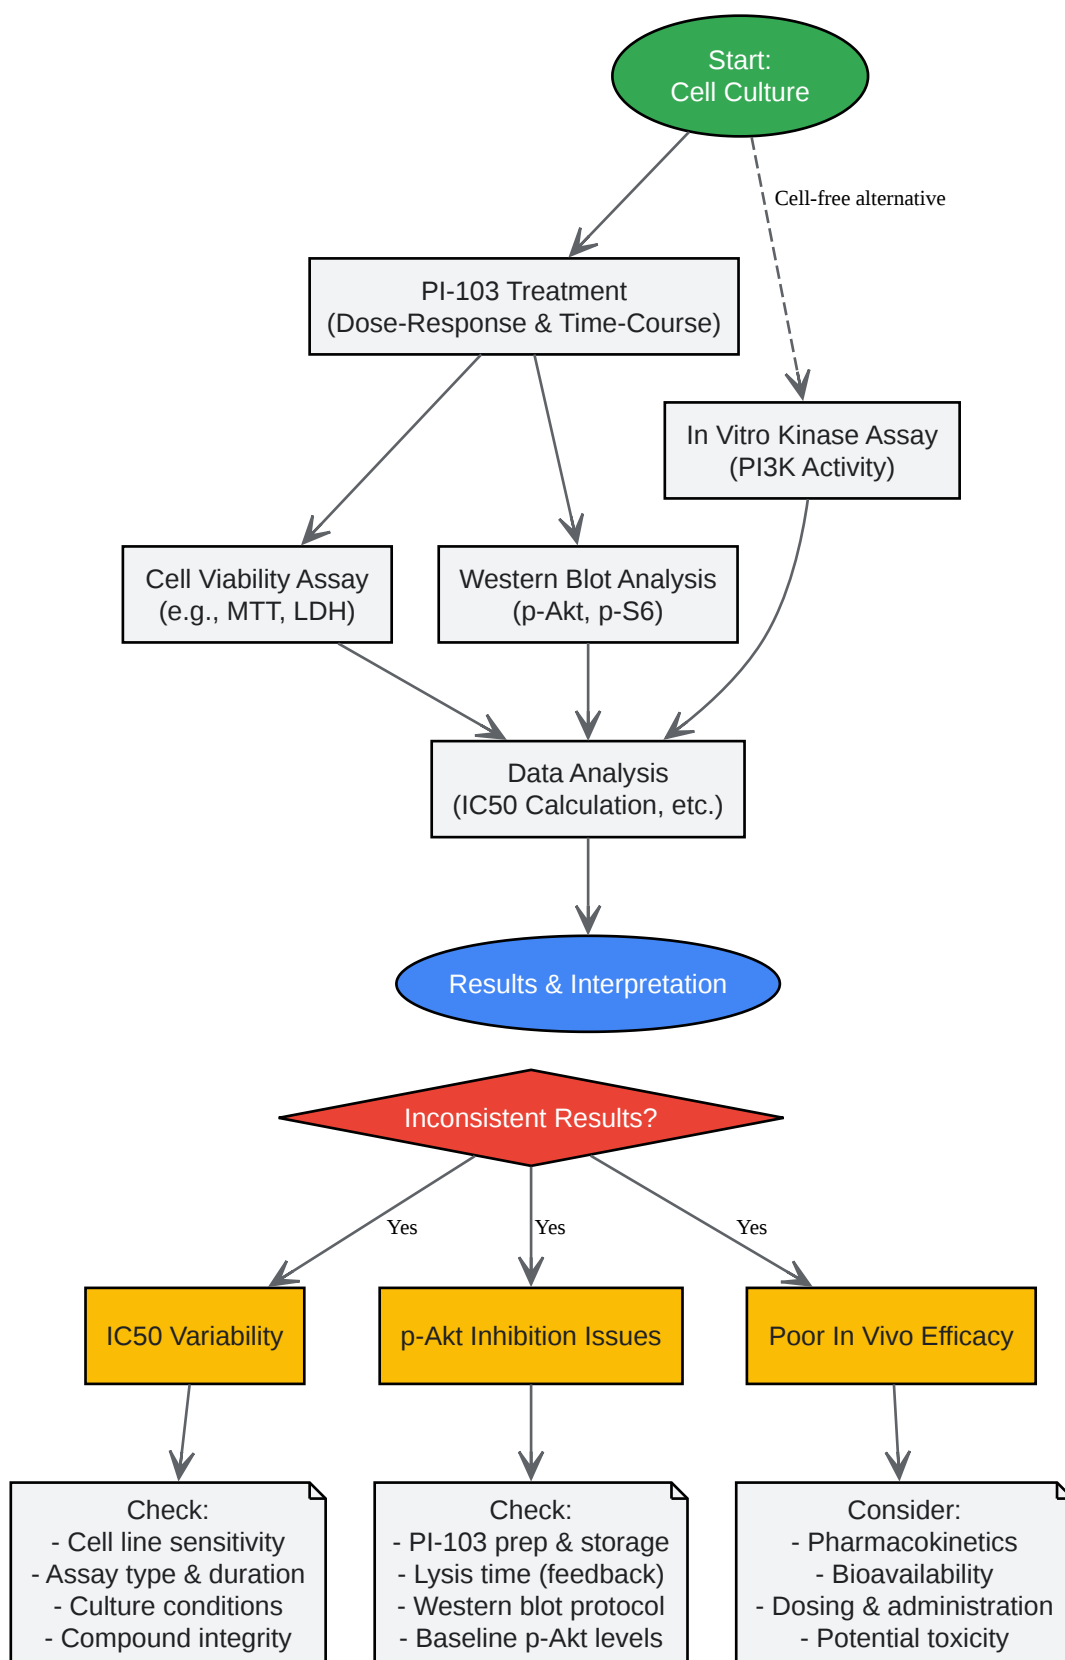 Start:
Cell Culture
Cell-free alternative
PI-103 Treatment
(Dose-Response & Time-Course)
In Vitro Kinase Assay
(PI3K Activity)
Cell Viability Assay
(e.g., MTT, LDH)
Western Blot Analysis
(p-Akt, p-S6)
Data Analysis
(IC50 Calculation, etc.)
Results & Interpretation
Inconsistent Results?
Yes
Yes
Yes
IC50 Variability
p-Akt Inhibition Issues
Poor In Vivo Efficacy
Check:
- Cell line sensitivity
- Assay type & duration
- Culture conditions
- Compound integrity
Check:
- PI-103 prep & storage
- Lysis time (feedback)
- Western blot protocol
- Baseline p-Akt levels
Consider:
- Pharmacokinetics
- Bioavailability
- Dosing & administration
- Potential toxicity